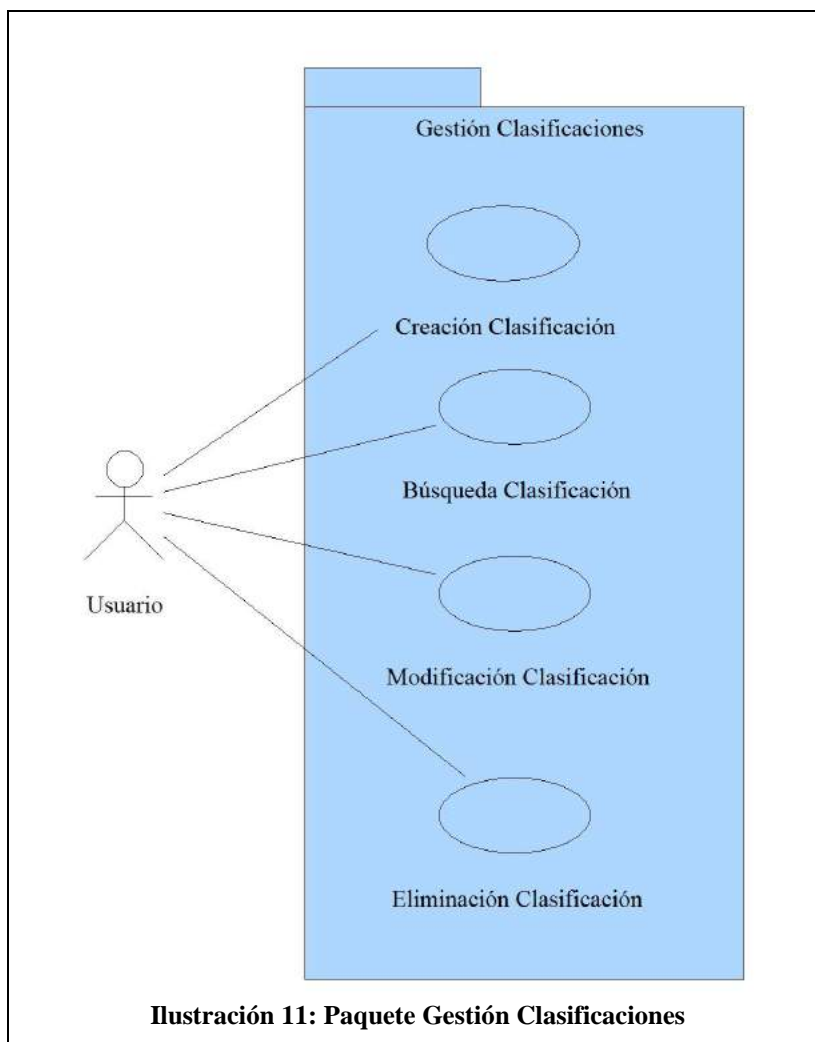 Gestión Clasificaciones
Creación Clasificación
Búsqueda Clasificación
Usuario
Modificación Clasificación
Eliminación Clasificación
Ilustración 11: Paquete Gestión Clasificaciones